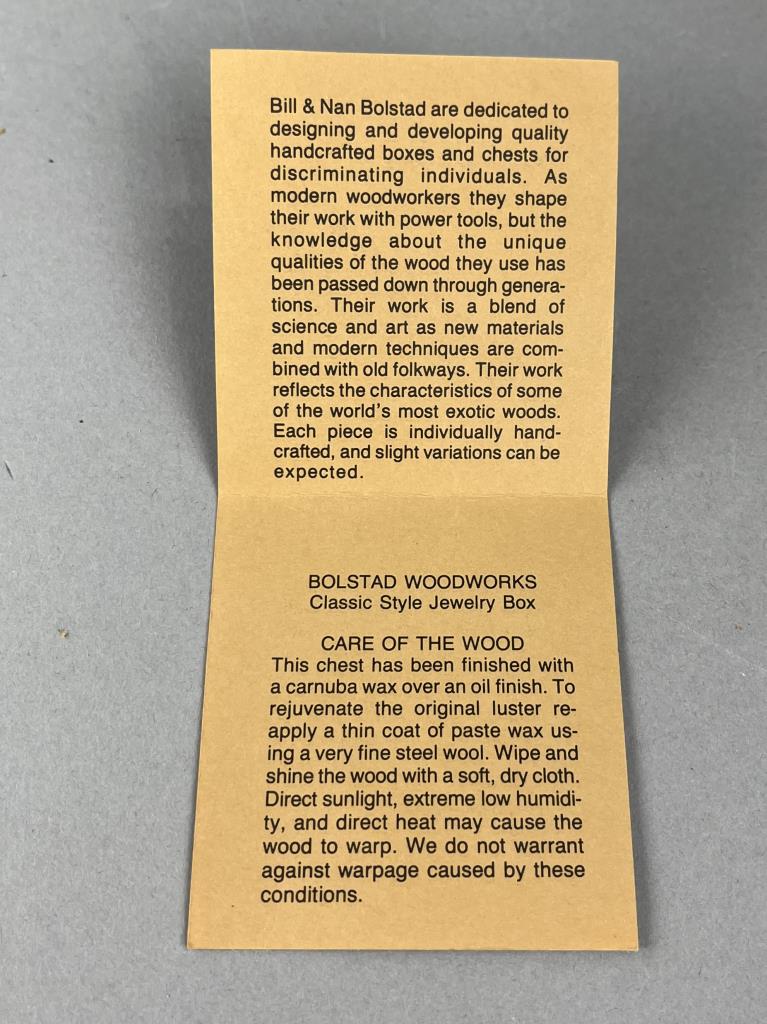 Bill & Nan Bolstad are dedicated to
designing and developing quality
handcrafted boxes and chests for
discriminating individuals. As
modern woodworkers they shape
their work with power tools, but the
knowledge about the unique
qualities of the wood they use has
been passed down through genera-
tions. Their work is a blend of
science and art as new materials
and modern techniques are com-
bined with old folkways. Their work
reflects the characteristics of some
of the world's most exotic woods.
Each piece is individually hand-
crafted, and slight variations can be
expected.
BOLSTAD WOODWORKS
Classic Style Jewelry Box
CARE OF THE WOOD
This chest has been finished with
a carnuba wax over an oil finish. To
rejuvenate the original luster re-
apply a thin coat of paste wax us-
ing a very fine steel wool. Wipe and
shine the wood with a soft, dry cloth.
Direct sunlight, extreme low humidi-
ty, and direct heat may cause the
wood to warp. We do not warrant
against warpage caused by these
conditions.